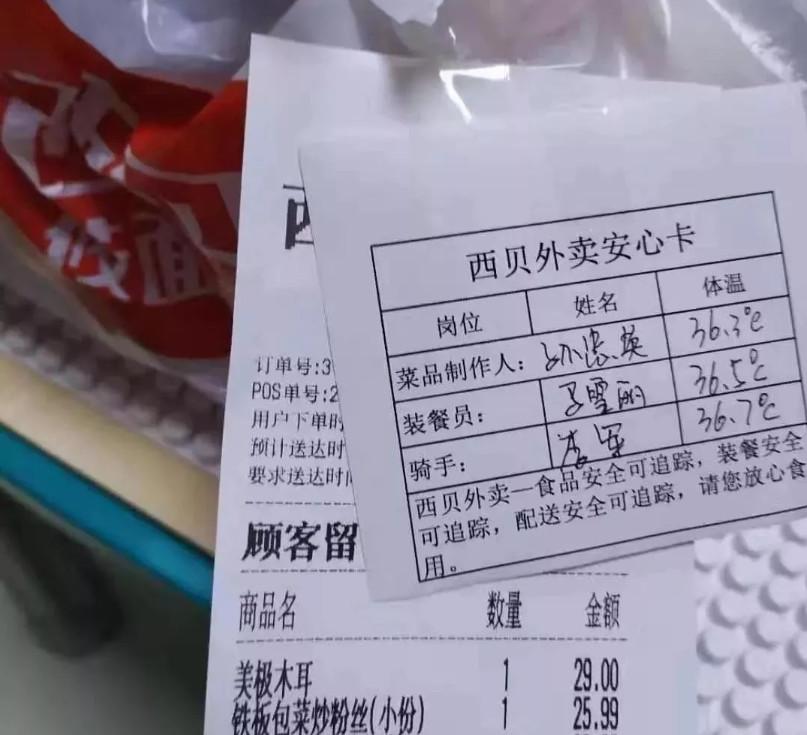 西
订单号:3
POS单号:2
用户下单时
预计送达时
要求送达时间
顾客留
商品名 数量 金额
美极木耳 1 29.00
铁板包菜炒粉丝(小份) 1 25.99
西贝外卖安心卡
岗位 姓名 体温
菜品制作人: 36.3℃
装餐员: 36.5℃
骑手: 36.7℃
西贝外卖—食品安全可追踪，装餐安全
可追踪，配送安全可追踪，请您放心食
用。